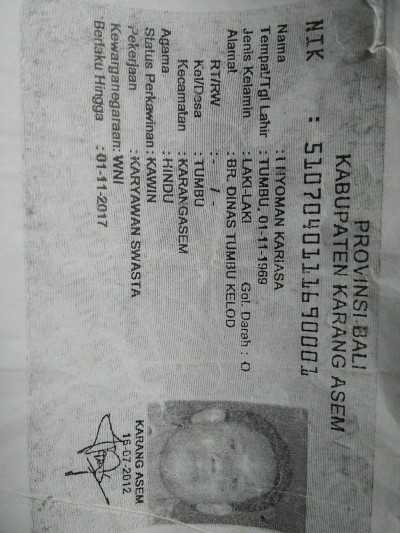 PROVINSI BALI
KABUPATEN KARANG ASEM
NIK : 5107040111690001
Nama : I NYOMAN KARIASA
Tempat/Tgl Lahir : TUMBU, 01-11-1969
Jenis Kelamin : LAKI-LAKI Gol. Darah : O
Alamat : BR. DINAS TUMBU KELOD
RT/RW : - / -
Kel/Desa : TUMBU
Kecamatan : KARANGASEM
Agama : HINDU
Status Perkawinan : KAWIN
Pekerjaan : KARYAWAN SWASTA
Kewarganegaraan: WNI
Berlaku Hingga : 01-11-2017
KARANG ASEM
16-07-2012